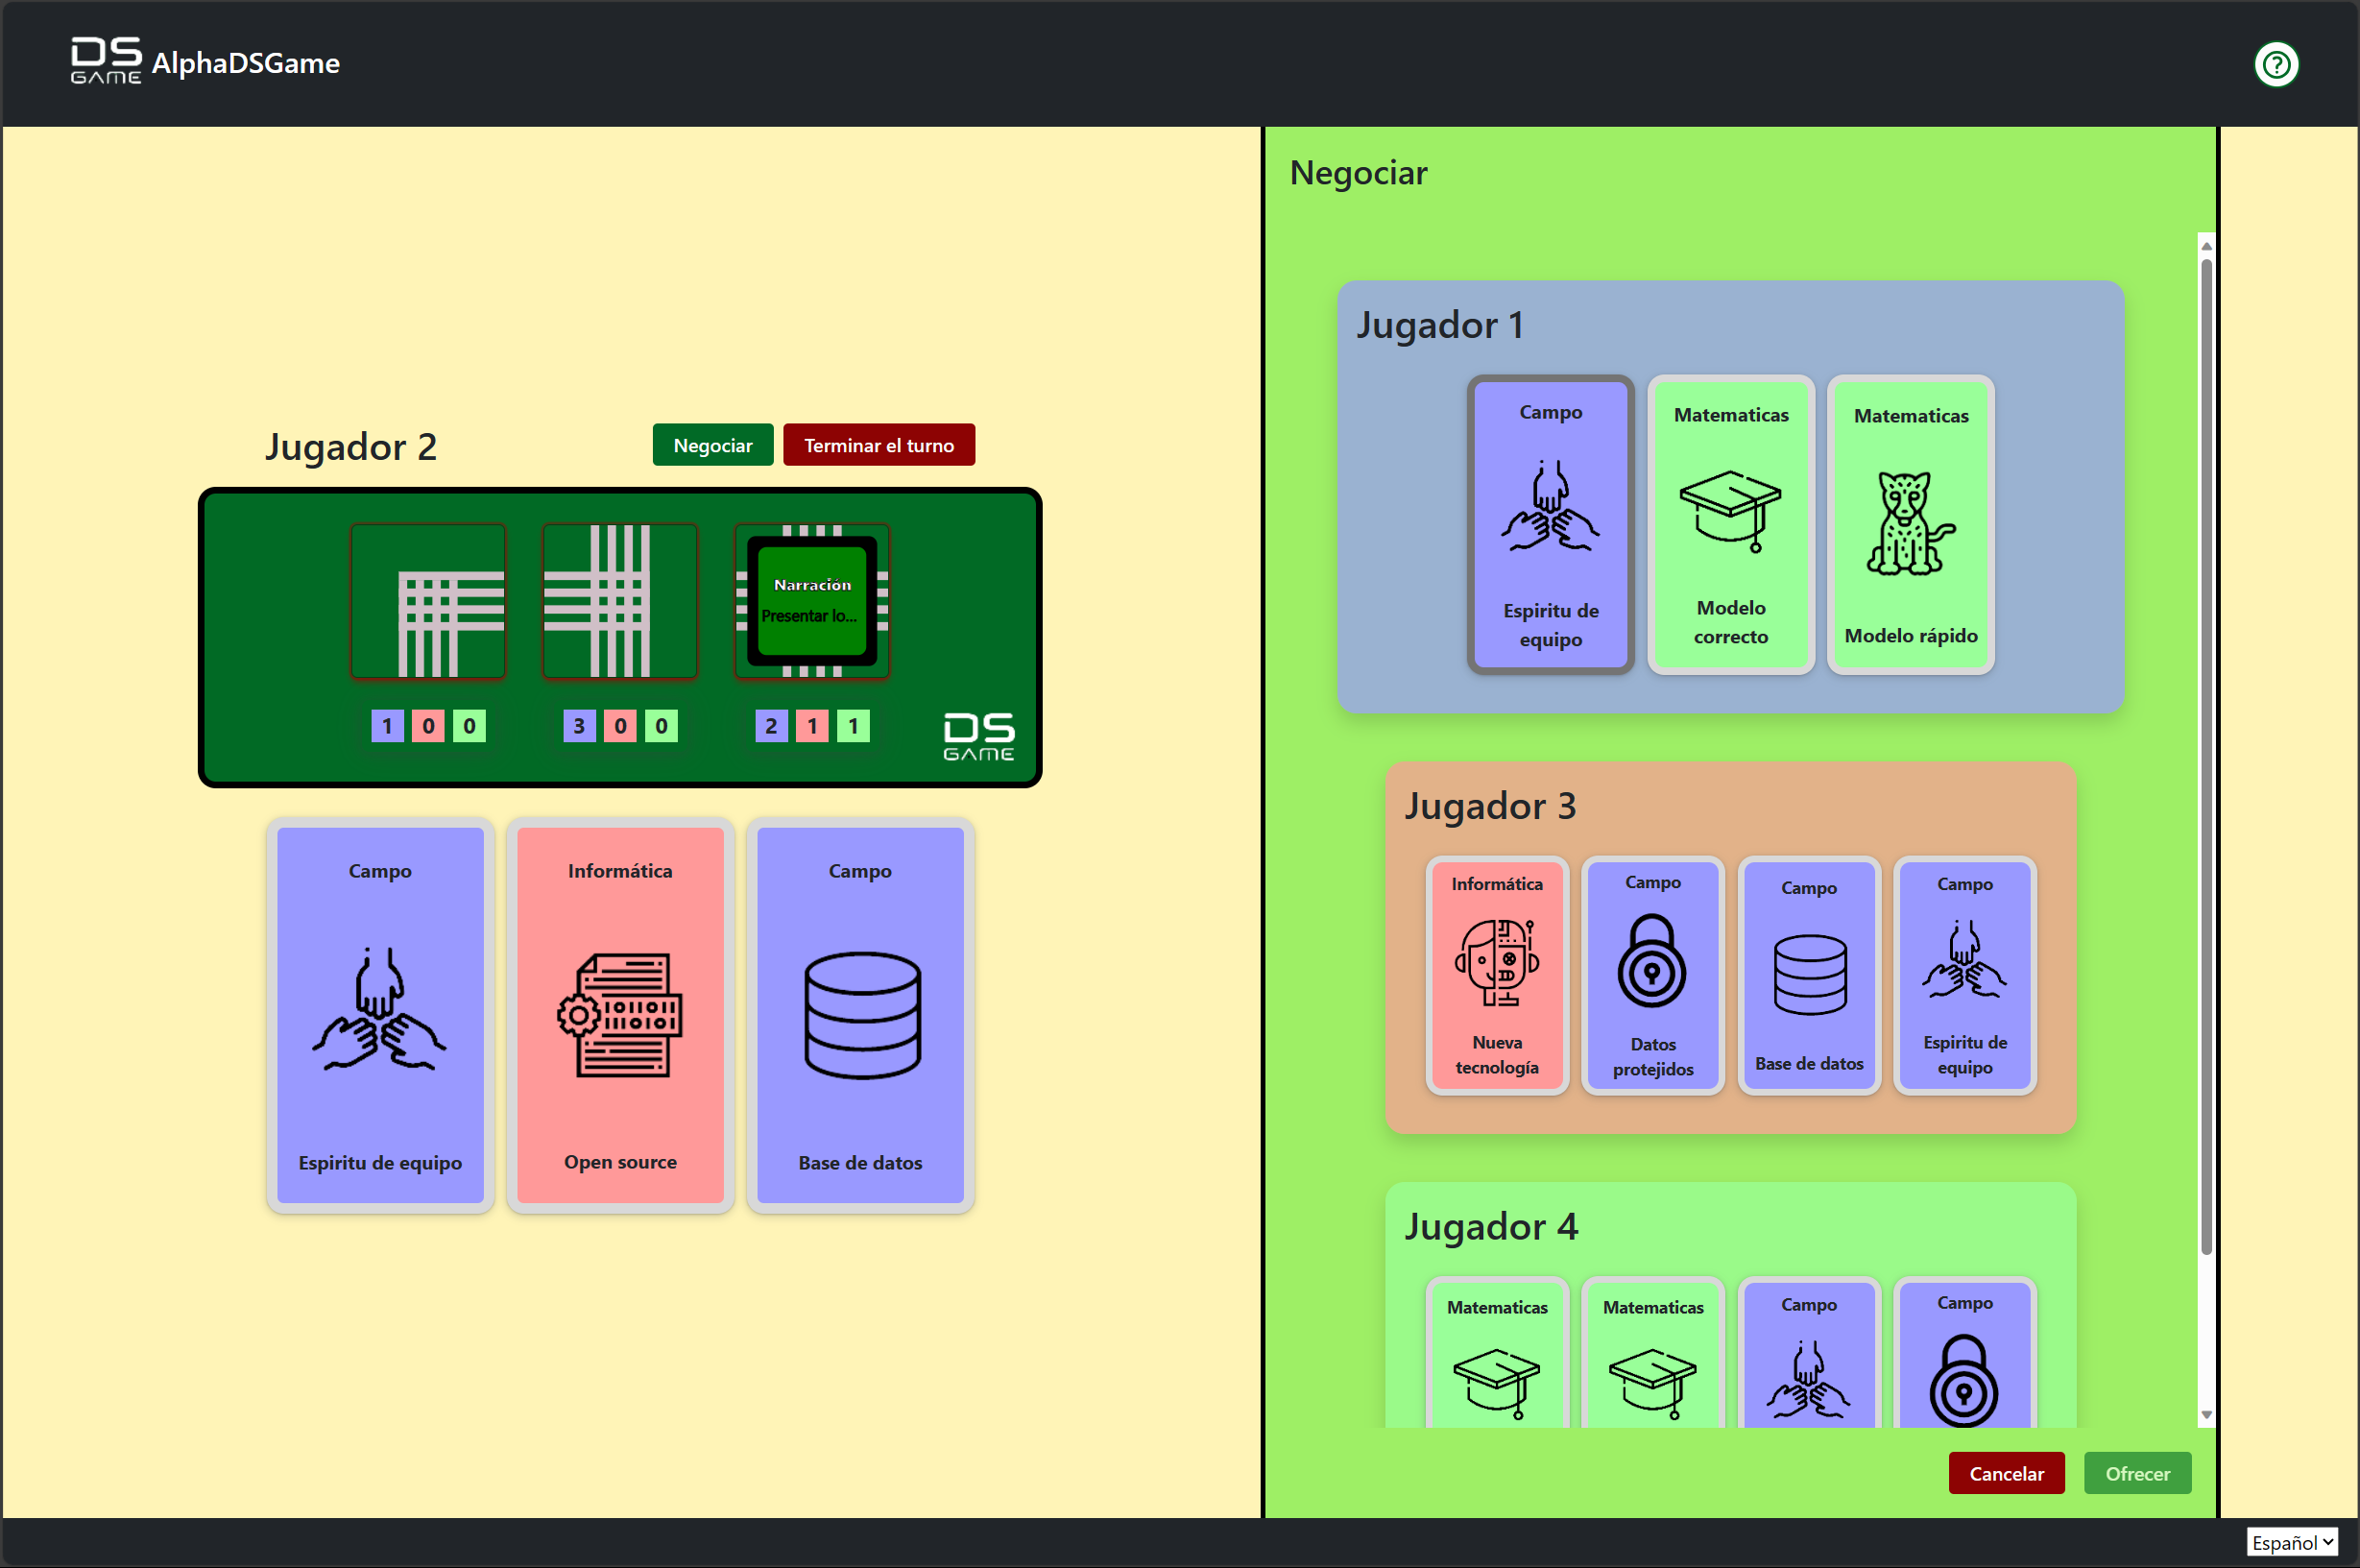 DS
GAME
AlphaDSGame
Jugador 2
Negociar
Terminar el turno
Narración
Presentar lo...
1 0 0
3 0 0
2 1 1
DS
GAME
Campo
Espiritu de equipo
Informática
Open source
Campo
Base de datos
Negociar
Jugador 1
Campo
Espiritu de
equipo
Matematicas
Modelo
correcto
Matematicas
Modelo rápido
Jugador 3
Informática
Nueva
tecnología
Campo
Datos
protejidos
Campo
Base de datos
Campo
Espiritu de
equipo
Jugador 4
Matematicas
Matematicas
Campo
Campo
Cancelar
Ofrecer
Español